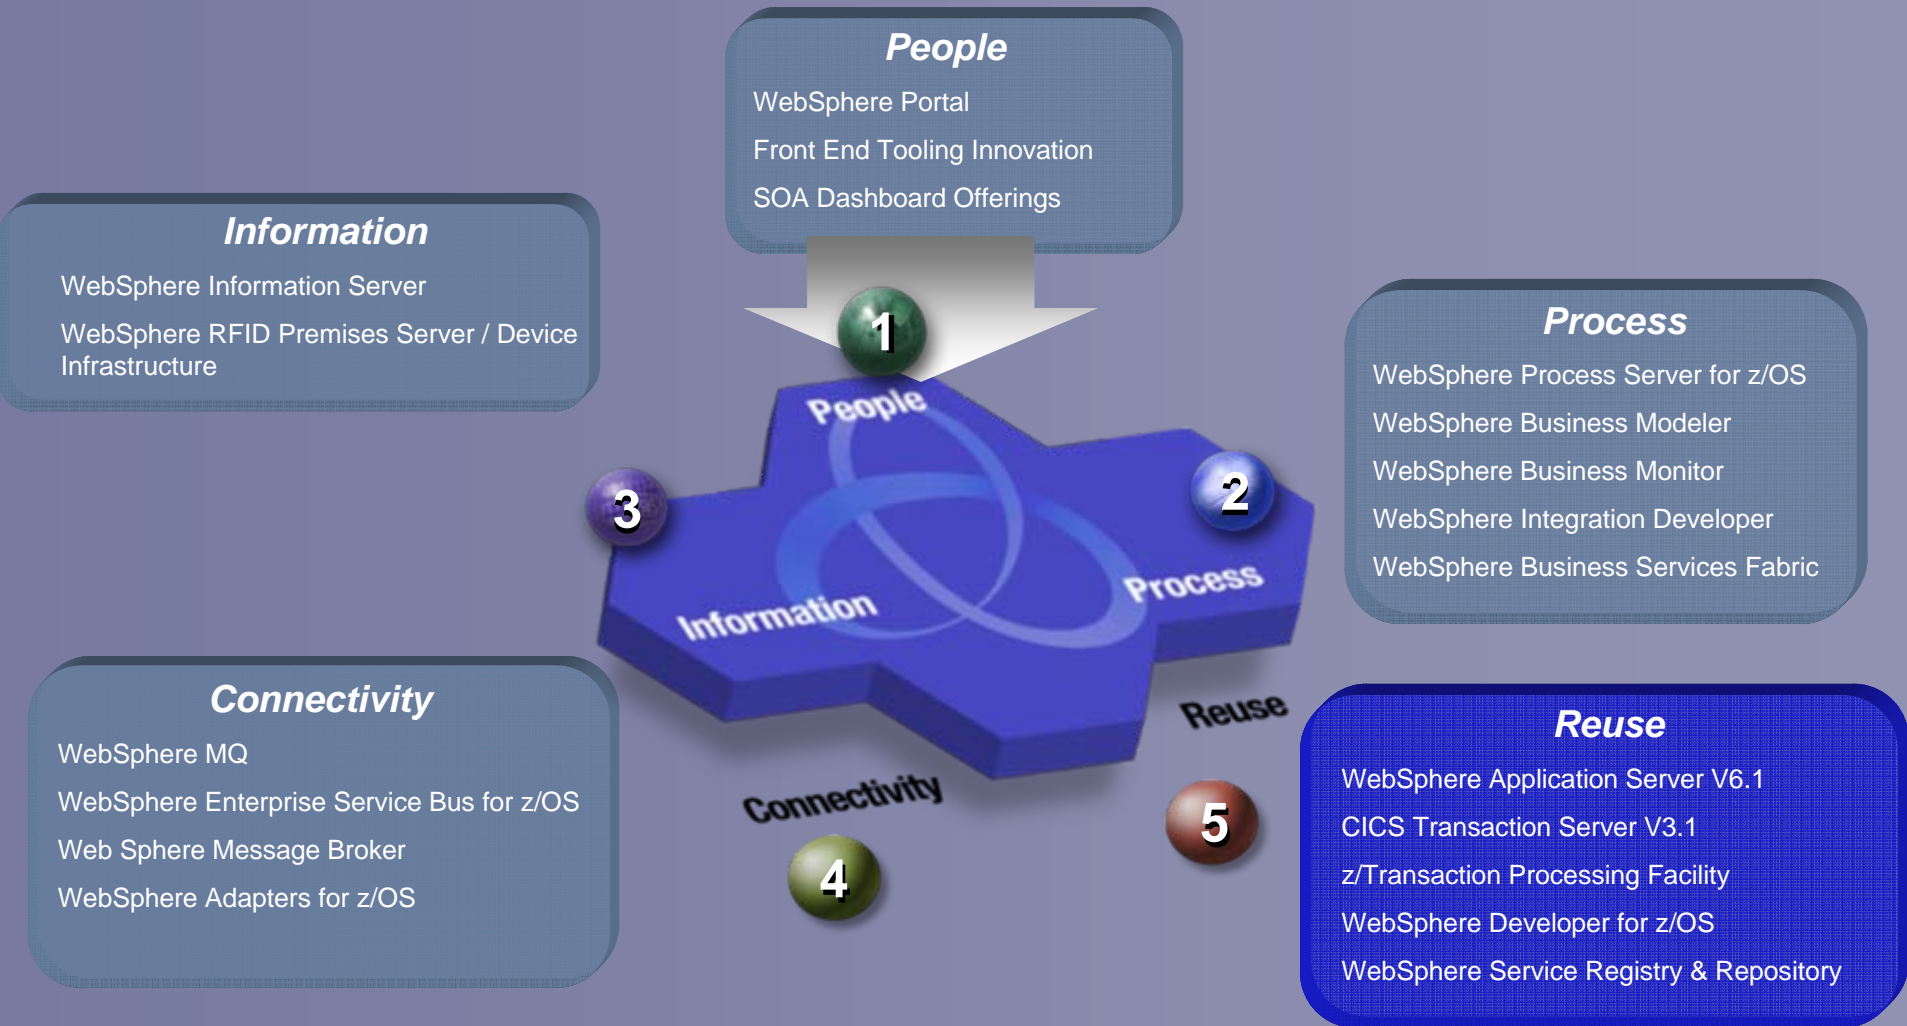 People
WebSphere Portal
Front End Tooling Innovation
SOA Dashboard Offerings
Information
WebSphere Information Server
WebSphere RFID Premises Server / Device
Infrastructure
Process
WebSphere Process Server for z/OS
WebSphere Business Modeler
WebSphere Business Monitor
WebSphere Integration Developer
WebSphere Business Services Fabric
1
People
2
3
Process
Information
Reuse
Connectivity
5
4
Connectivity
WebSphere MQ
WebSphere Enterprise Service Bus for z/OS
Web Sphere Message Broker
WebSphere Adapters for z/OS
Reuse
WebSphere Application Server V6.1
CICS Transaction Server V3.1
z/Transaction Processing Facility
WebSphere Developer for z/OS
WebSphere Service Registry & Repository